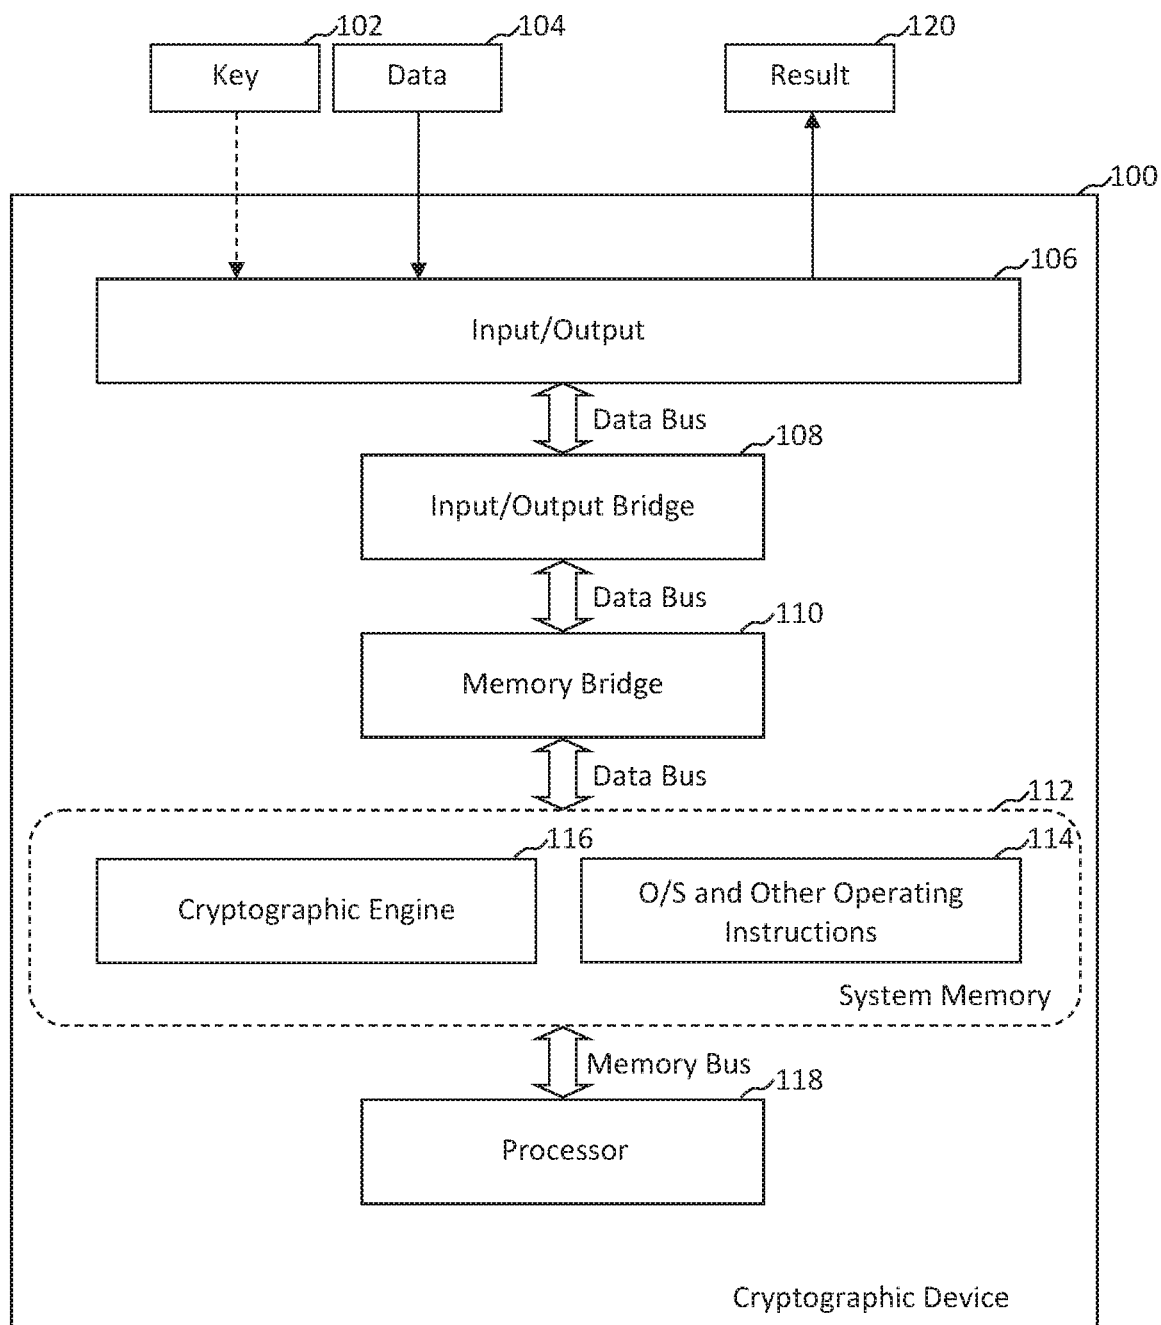 102
104
120
Key
Data
Result
100
106
Input/Output
Data Bus
108
Input/Output Bridge
Data Bus
110
Memory Bridge
Data Bus
112
116
114
Cryptographic Engine
O/S and Other Operating
Instructions
System Memory
Memory Bus
118
Processor
Cryptographic Device